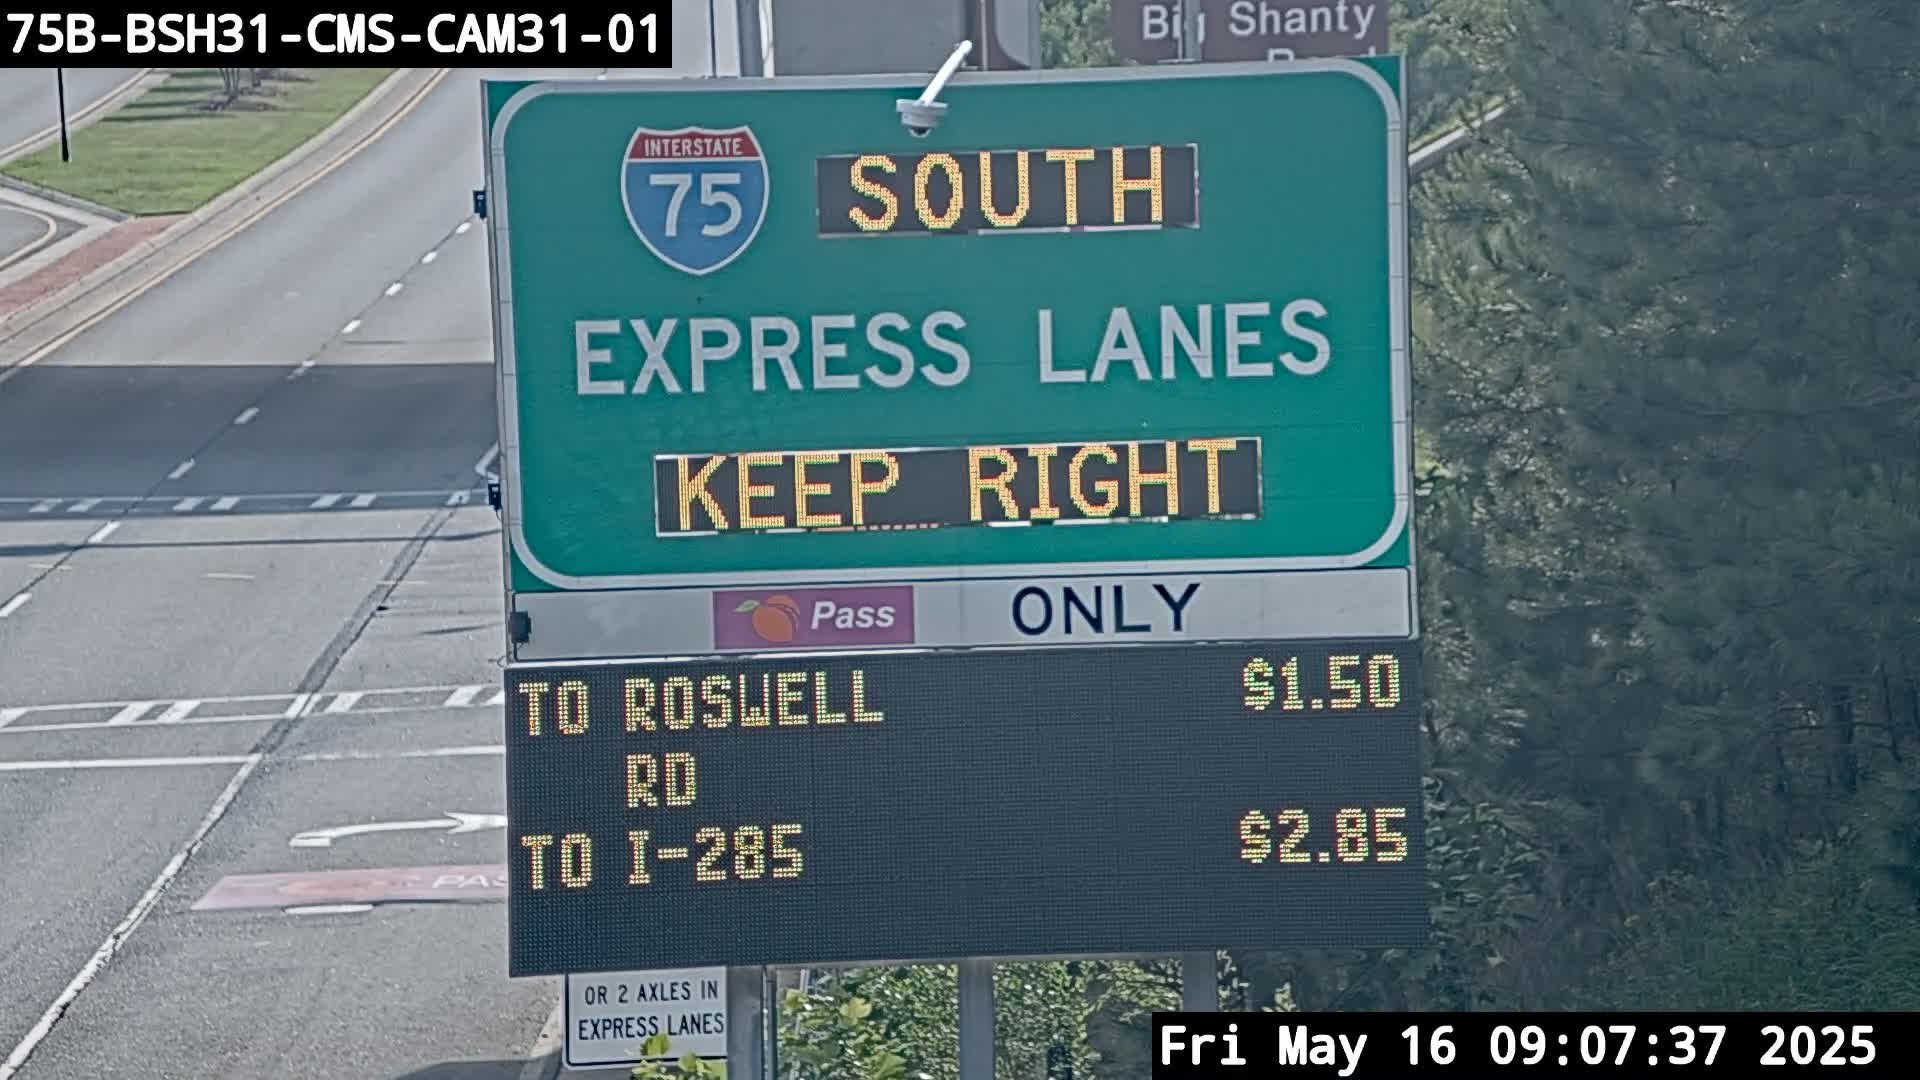 75B-BSH31-CMS-CAM31-01
Big Shanty
INTERSTATE
75
SOUTH
EXPRESS LANES
KEEP RIGHT
Pass
ONLY
TO ROSWELL $1.50
RD
TO I-285 $2.85
PAS
OR 2 AXLES IN
EXPRESS LANES
Fri May 16 09:07:37 2025